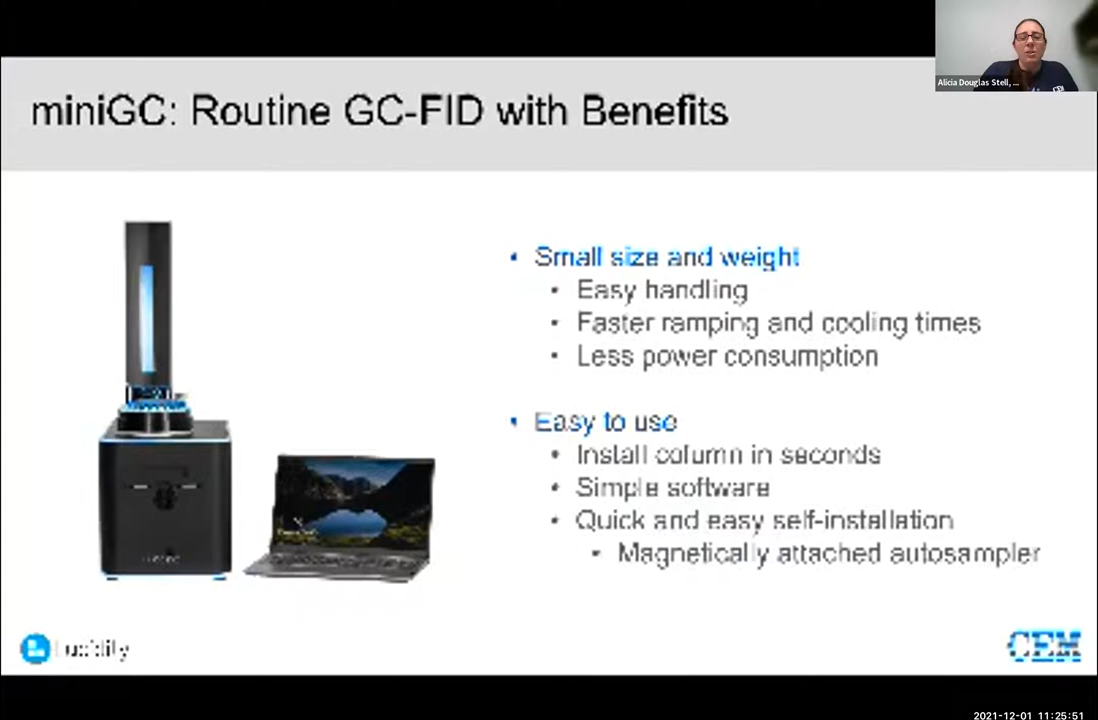 Alicia Douglas Stell, ...
miniGC: Routine GC-FID with Benefits
• Small size and weight
• Easy handling
• Faster ramping and cooling times
• Less power consumption
• Easy to use
• Install column in seconds
• Simple software
• Quick and easy self-installation
• Magnetically attached autosampler
Lucidity
CEM
2021-12-01 11:25:51